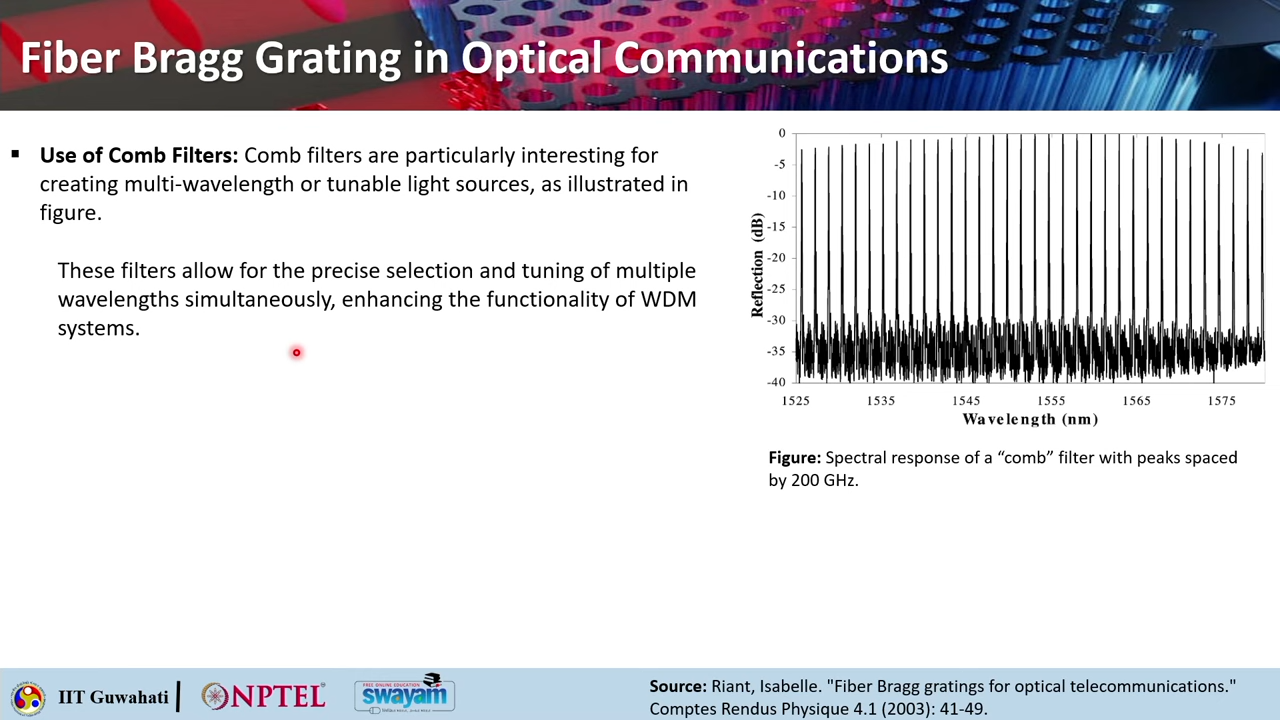 Fiber Bragg Grating in Optical Communications
▪ Use of Comb Filters: Comb filters are particularly interesting for
creating multi-wavelength or tunable light sources, as illustrated in
figure.
These filters allow for the precise selection and tuning of multiple
wavelengths simultaneously, enhancing the functionality of WDM
systems.
Reflection (dB)
0
-5
-10
-15
-20
-25
-30
-35
-40
1525 1535 1545 1555 1565 1575
Wavelength (nm)
Figure: Spectral response of a “comb” filter with peaks spaced
by 200 GHz.
IIT Guwahati
NPTEL
FREE ONLINE EDUCATION
swayam
Source: Riant, Isabelle. "Fiber Bragg gratings for optical telecommunications."
Comptes Rendus Physique 4.1 (2003): 41-49.